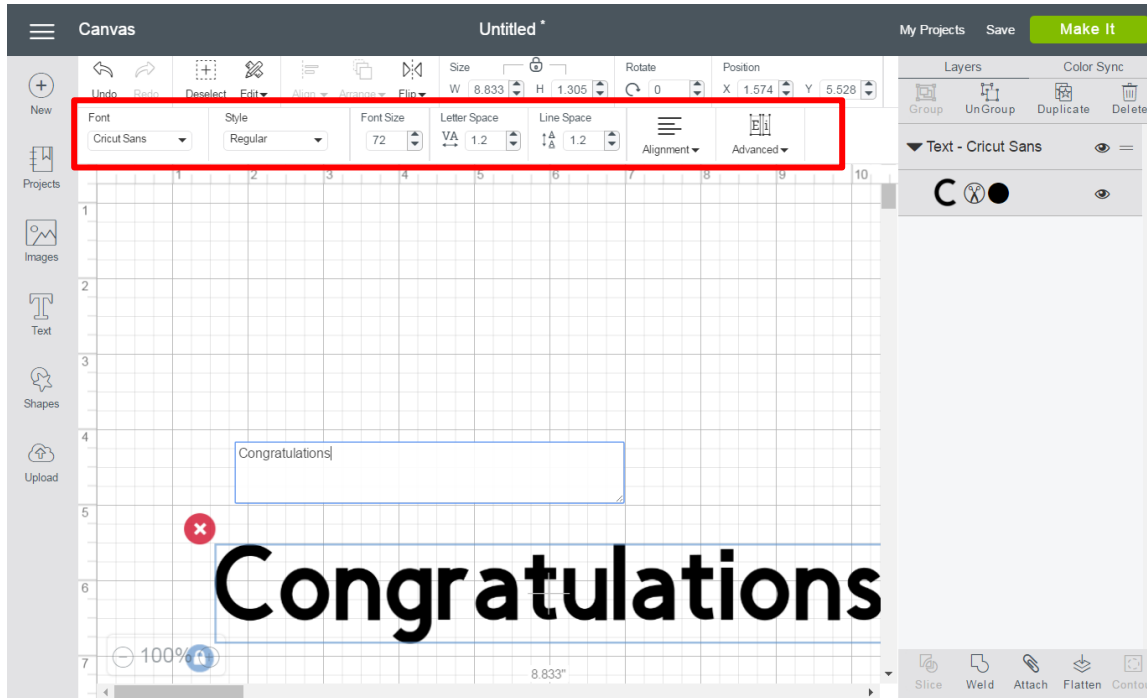 Canvas
Untitled *
My Projects Save Make It
Size Rotate Position
Layers Color Sync
Undo Redo Deselect Edit Align Arrange Flip W 8.833 H 1.305 0 X 1.574 Y 5.528
Group UnGroup Duplicate Delete
New
Font Style Font Size Letter Space Line Space
Cricut Sans Regular 72 VA 1.2 A A 1.2 Alignment E i Advanced
Text - Cricut Sans
Projects
1 2 3 4 5 6 7 8 9 10
C
1
Images
2
Text
3
Shapes
4
Congratulations
Upload
5
Congratulations
6
100%
7
8.833"
Slice Weld Attach Flatten Contou